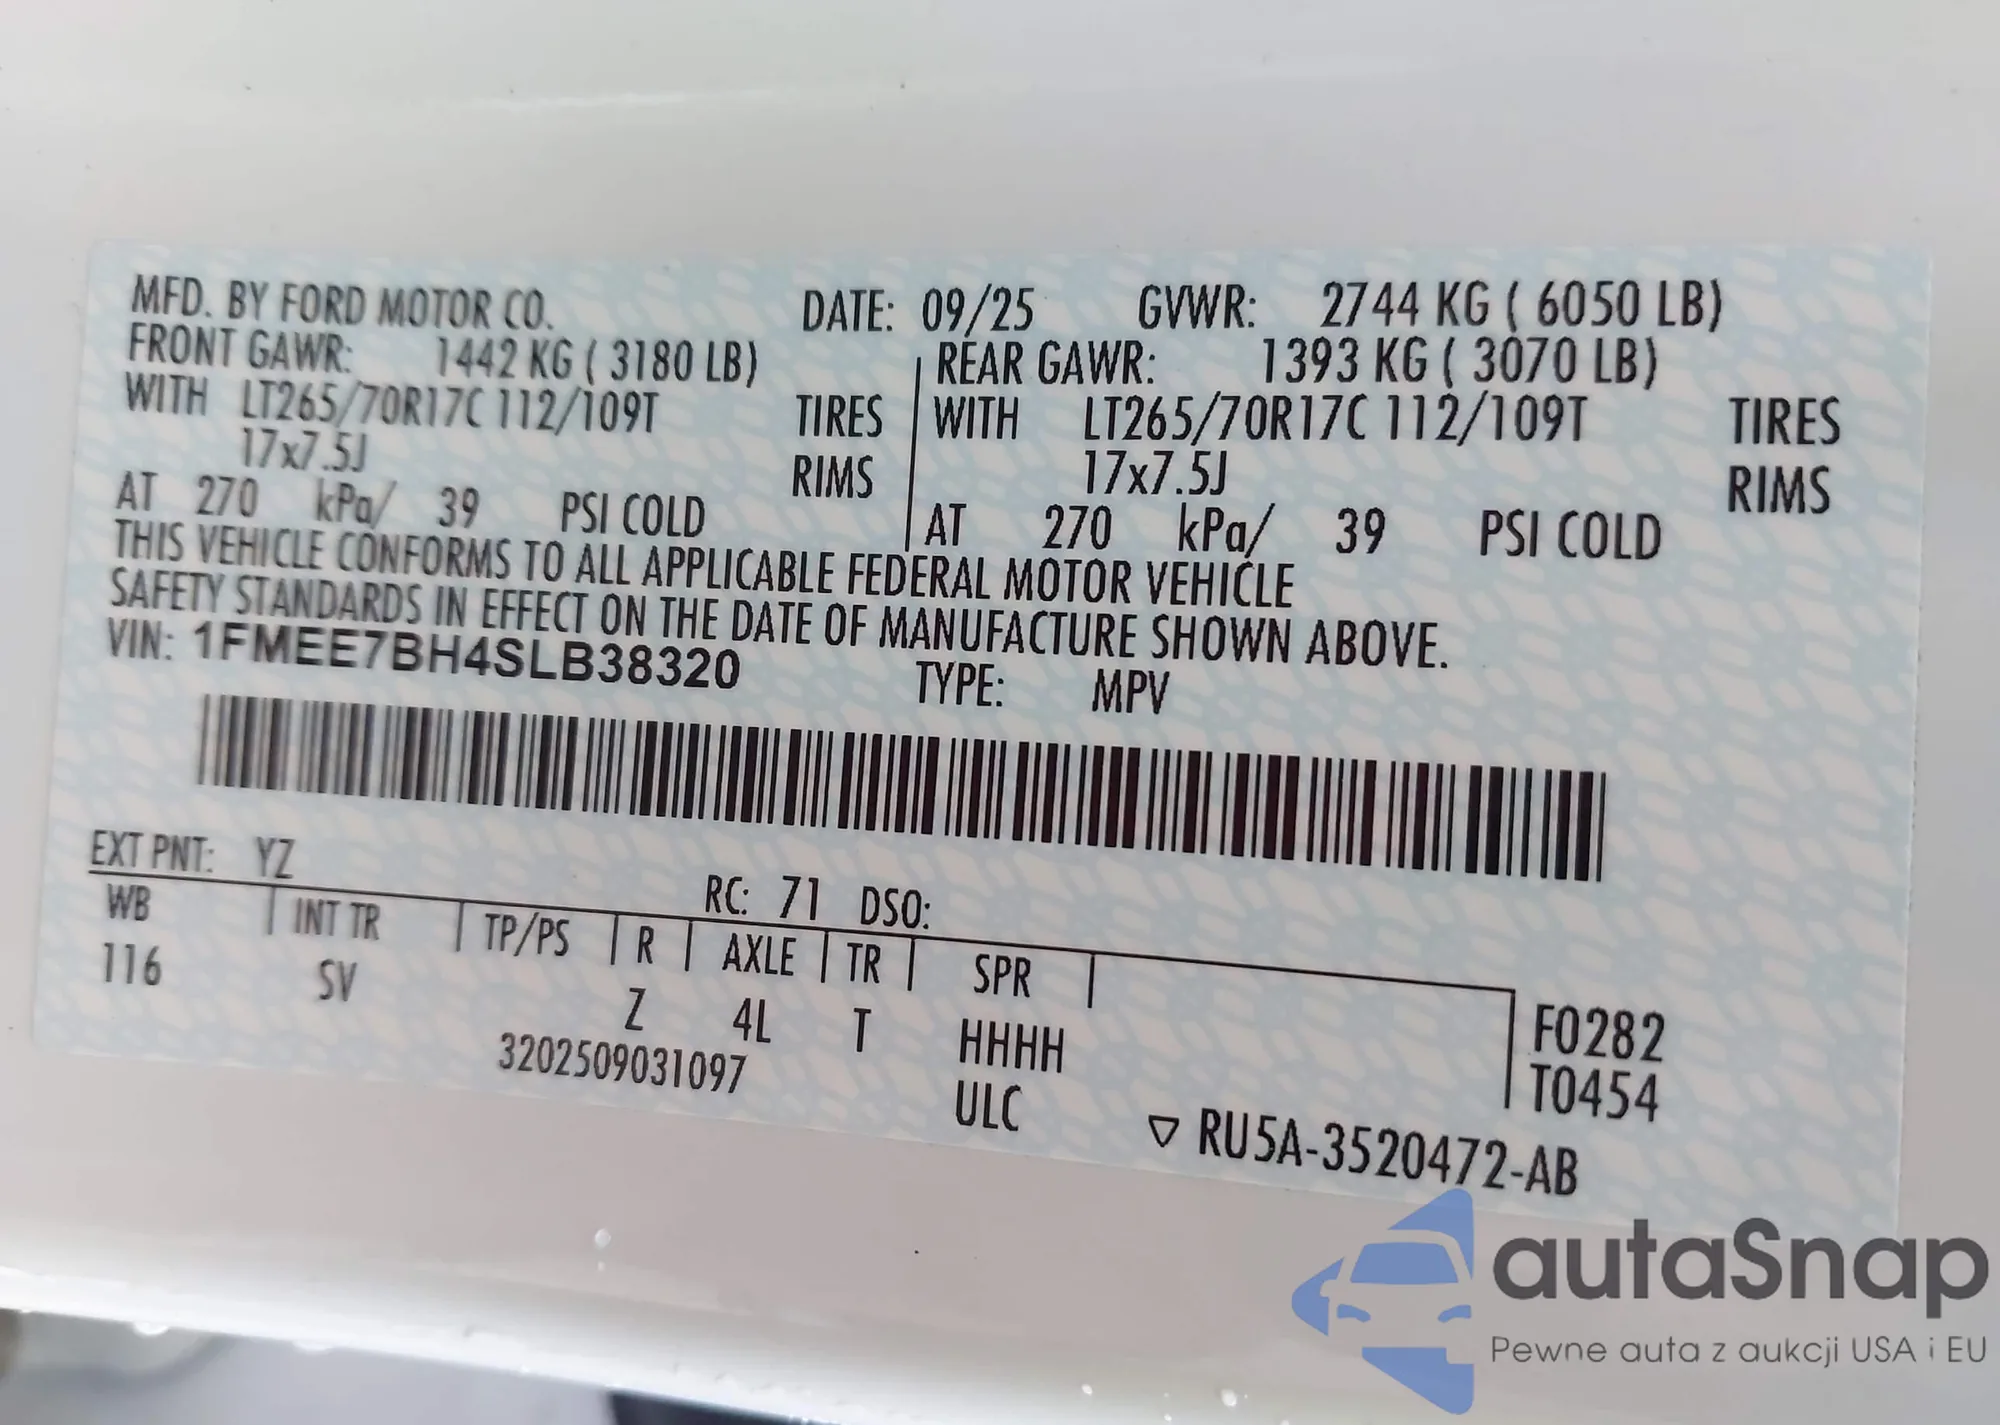 MFD. BY FORD MOTOR CO. DATE: 09/25 GVWR: 2744 KG ( 6050 LB)
FRONT GAWR: 1442 KG ( 3180 LB) REAR GAWR: 1393 KG ( 3070 LB)
WITH LT265/70R17C 112/109T TIRES WITH LT265/70R17C 112/109T TIRES
17x7.5J RIMS 17x7.5J RIMS
AT 270 kPa/ 39 PSI COLD AT 270 kPa/ 39 PSI COLD
THIS VEHICLE CONFORMS TO ALL APPLICABLE FEDERAL MOTOR VEHICLE
SAFETY STANDARDS IN EFFECT ON THE DATE OF MANUFACTURE SHOWN ABOVE.
VIN: 1FMEE7BH4SLB38320 TYPE: MPV
EXT PNT: YZ RC: 71 DSO:
WB INT TR TP/PS R AXLE TR SPR
116 SV Z 4L T HHHH F0282
3202509031097 ULC T0454
▽ RU5A-3520472-AB
autaSnap
Pewne auta z aukcji USA i EU